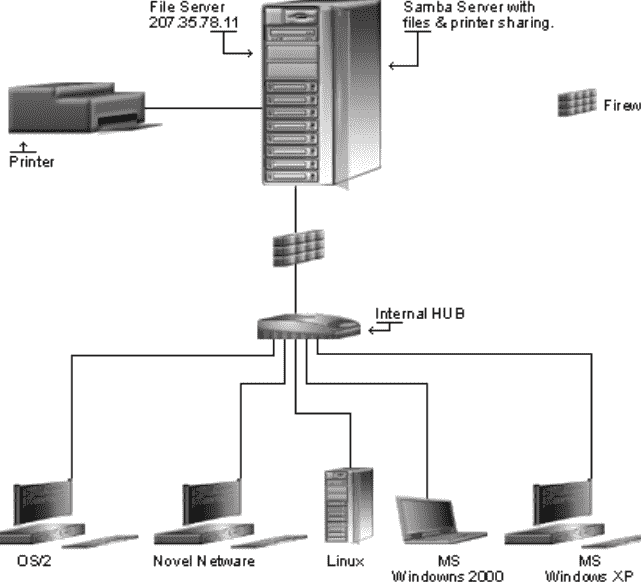 File Server
207.35.78.11
Samba Server with
files & printer sharing.
Firew
Printer
Internal HUB
OS/2
Novel Netware
Linux
MS
Windowns 2000
MS
Windows XP